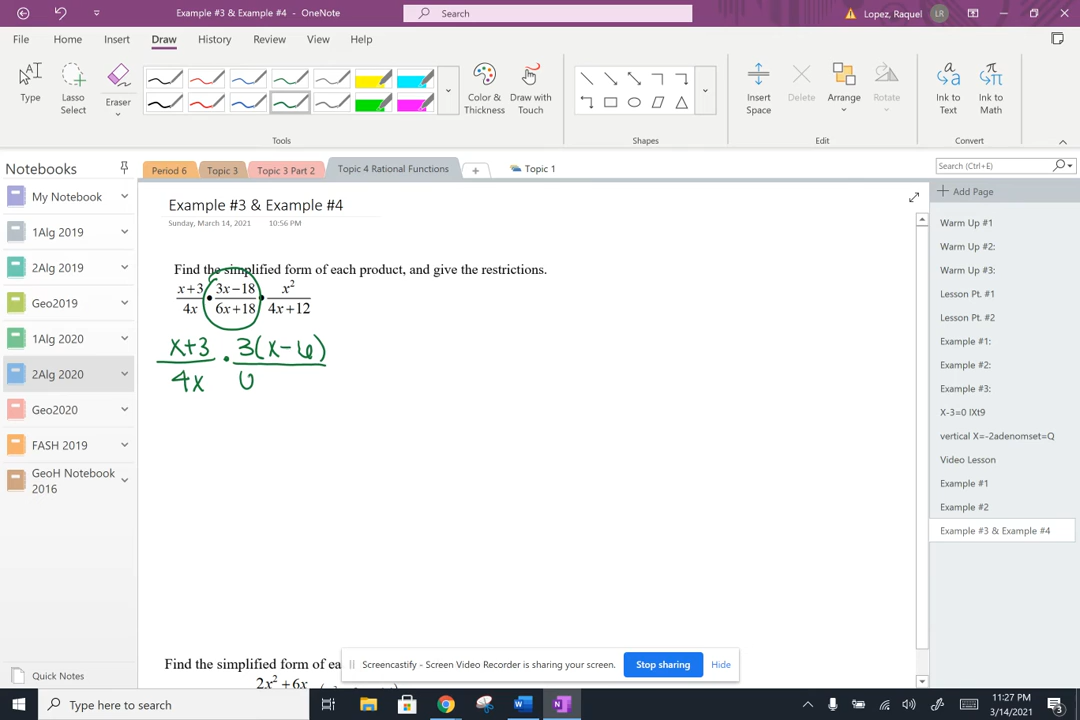 Example #3 & Example #4 - OneNote
Search
Lopez, Raquel
LR
File
Home
Insert
Draw
History
Review
View
Help
Type
Lasso Select
Eraser
Color & Thickness
Draw with Touch
Insert Space
Delete
Arrange
Rotate
Ink to Text
Ink to Math
Tools
Shapes
Edit
Convert
Notebooks
Period 6
Topic 3
Topic 3 Part 2
Topic 4 Rational Functions
+
Topic 1
Search (Ctrl+E)
My Notebook
1Alg 2019
2Alg 2019
Geo2019
1Alg 2020
2Alg 2020
Geo2020
FASH 2019
GeoH Notebook 2016
Quick Notes
Example #3 & Example #4
Sunday, March 14, 2021 10:56 PM
Find the simplified form of each product, and give the restrictions.
x+3 3x−18 x²
4x • 6x+18 • 4x+12
x+3 · 3(x-6)
4x
Find the simplified form of ea
2x²+6x
Screencastify - Screen Video Recorder is sharing your screen.
Stop sharing
Hide
Add Page
Warm Up #1
Warm Up #2:
Warm Up #3:
Lesson Pt. #1
Lesson Pt. #2
Example #1:
Example #2:
Example #3:
X-3=0 IXt9
vertical X=-2adenomset=Q
Video Lesson
Example #1
Example #2
Example #3 & Example #4
Type here to search
11:27 PM
3/14/2021
3